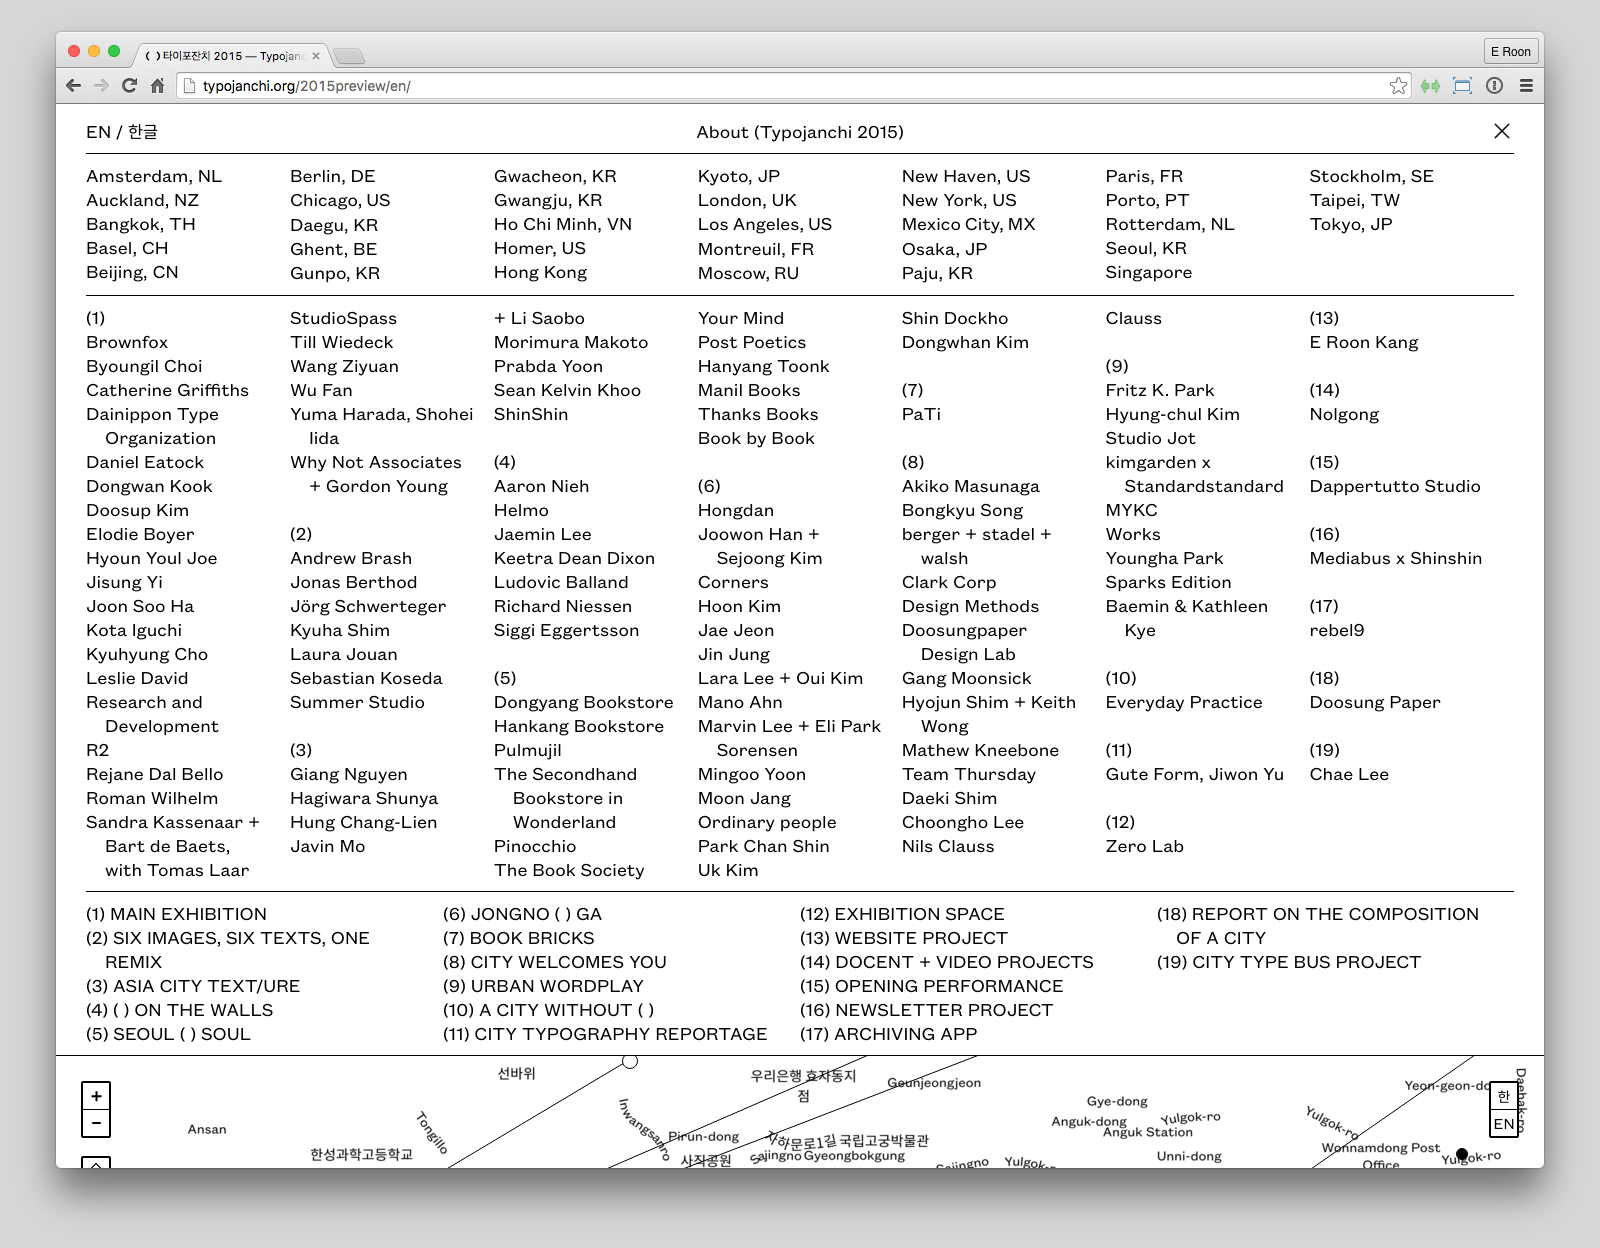 ( ) 타이포잔치 2015 — Typojanc
E Roon
typojanchi.org/2015preview/en/
EN / 한글
About (Typojanchi 2015)
Amsterdam, NL
Auckland, NZ
Bangkok, TH
Basel, CH
Beijing, CN
Berlin, DE
Chicago, US
Daegu, KR
Ghent, BE
Gunpo, KR
Gwacheon, KR
Gwangju, KR
Ho Chi Minh, VN
Homer, US
Hong Kong
Kyoto, JP
London, UK
Los Angeles, US
Montreuil, FR
Moscow, RU
New Haven, US
New York, US
Mexico City, MX
Osaka, JP
Paju, KR
Paris, FR
Porto, PT
Rotterdam, NL
Seoul, KR
Singapore
Stockholm, SE
Taipei, TW
Tokyo, JP
(1)
Brownfox
Byoungil Choi
Catherine Griffiths
Dainippon Type
Organization
Daniel Eatock
Dongwan Kook
Doosup Kim
Elodie Boyer
Hyoun Youl Joe
Jisung Yi
Joon Soo Ha
Kota Iguchi
Kyuhyung Cho
Leslie David
Research and
Development
R2
Rejane Dal Bello
Roman Wilhelm
Sandra Kassenaar +
Bart de Baets,
with Tomas Laar
StudioSpass
Till Wiedeck
Wang Ziyuan
Wu Fan
Yuma Harada, Shohei
Iida
Why Not Associates
+ Gordon Young
(2)
Andrew Brash
Jonas Berthod
Jörg Schwerteger
Kyuha Shim
Laura Jouan
Sebastian Koseda
Summer Studio
(3)
Giang Nguyen
Hagiwara Shunya
Hung Chang-Lien
Javin Mo
+ Li Saobo
Morimura Makoto
Prabda Yoon
Sean Kelvin Khoo
ShinShin
(4)
Aaron Nieh
Helmo
Jaemin Lee
Keetra Dean Dixon
Ludovic Balland
Richard Niessen
Siggi Eggertsson
(5)
Dongyang Bookstore
Hankang Bookstore
Pulmujil
The Secondhand
Bookstore in
Wonderland
Pinocchio
The Book Society
Your Mind
Post Poetics
Hanyang Toonk
Manil Books
Thanks Books
Book by Book
(6)
Hongdan
Joowon Han +
Sejoong Kim
Corners
Hoon Kim
Jae Jeon
Jin Jung
Lara Lee + Oui Kim
Mano Ahn
Marvin Lee + Eli Park
Sorensen
Mingoo Yoon
Moon Jang
Ordinary people
Park Chan Shin
Uk Kim
Shin Dockho
Dongwhan Kim
(7)
PaTi
(8)
Akiko Masunaga
Bongkyu Song
berger + stadel +
walsh
Clark Corp
Design Methods
Doosungpaper
Design Lab
Gang Moonsick
Hyojun Shim + Keith
Wong
Mathew Kneebone
Team Thursday
Daeki Shim
Choongho Lee
Nils Clauss
Clauss
(9)
Fritz K. Park
Hyung-chul Kim
Studio Jot
kimgarden x
Standardstandard
MYKC
Works
Youngha Park
Sparks Edition
Baemin & Kathleen
Kye
(10)
Everyday Practice
(11)
Gute Form, Jiwon Yu
(12)
Zero Lab
(13)
E Roon Kang
(14)
Nolgong
(15)
Dappertutto Studio
(16)
Mediabus x Shinshin
(17)
rebel9
(18)
Doosung Paper
(19)
Chae Lee
(1) MAIN EXHIBITION
(2) SIX IMAGES, SIX TEXTS, ONE
REMIX
(3) ASIA CITY TEXT/URE
(4) ( ) ON THE WALLS
(5) SEOUL ( ) SOUL
(6) JONGNO ( ) GA
(7) BOOK BRICKS
(8) CITY WELCOMES YOU
(9) URBAN WORDPLAY
(10) A CITY WITHOUT ( )
(11) CITY TYPOGRAPHY REPORTAGE
(12) EXHIBITION SPACE
(13) WEBSITE PROJECT
(14) DOCENT + VIDEO PROJECTS
(15) OPENING PERFORMANCE
(16) NEWSLETTER PROJECT
(17) ARCHIVING APP
(18) REPORT ON THE COMPOSITION
OF A CITY
(19) CITY TYPE BUS PROJECT
+
−
Ansan
한성과학고등학교
Tongillo
선바위
Inwangsanro
Pirun-dong
사직공원
우리은행 효자동지
점
Geunjeongjeon
자하문로1길
국립고궁박물관
Sajingno
Gyeongbokgung
Sajingno
Yulgok-r
Gye-dong
Anguk-dong
Yulgok-ro
Anguk Station
Unni-dong
Yulgok-ro
Yeon-geon-do
Wonnamdong Post
Office
Yulgok-ro
Daehak-ro
한
EN